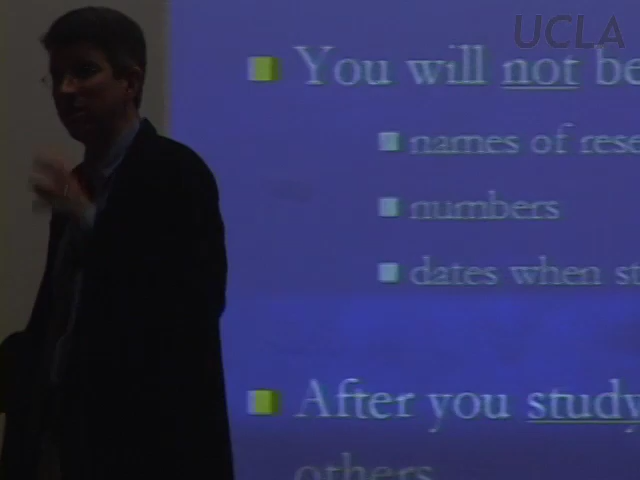 UCLA
You will not be
names of rese
numbers
dates when st
After you study
others